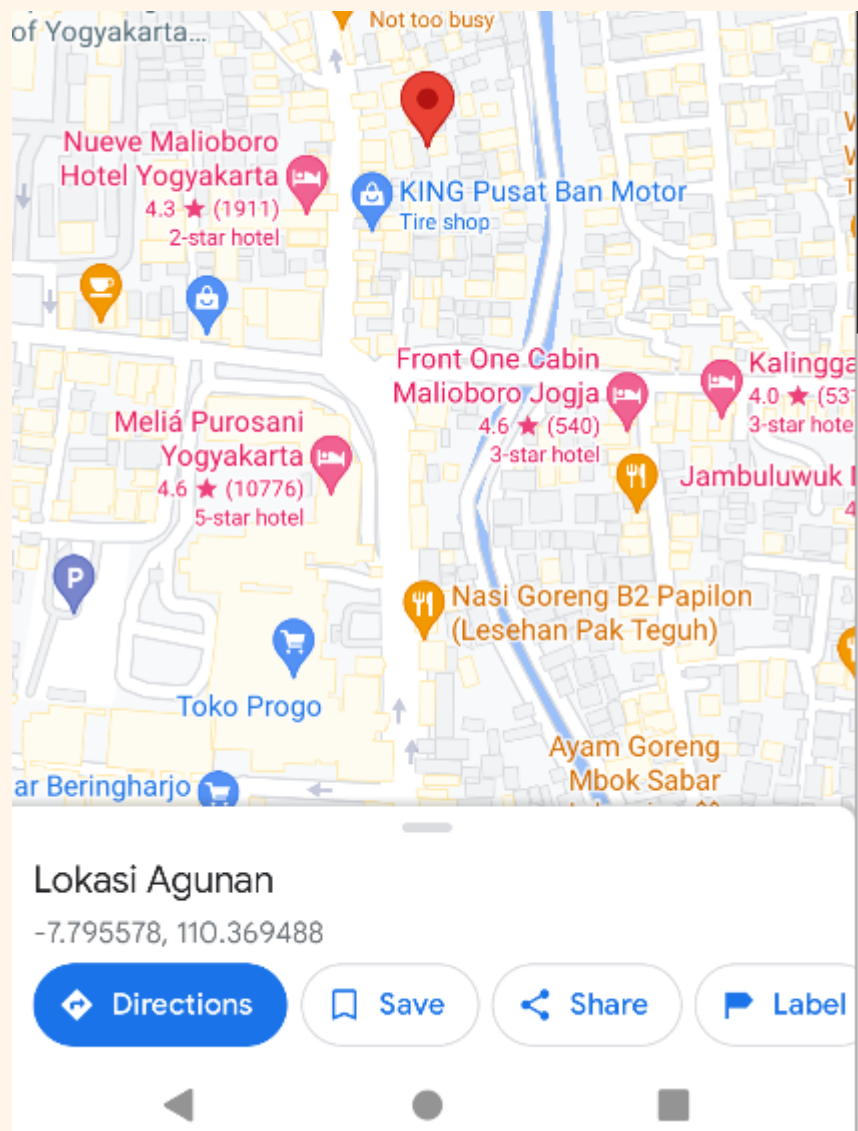 of Yogyakarta...
Not too busy
Nueve Malioboro
Hotel Yogyakarta
4.3 ★ (1911)
2-star hotel
KING Pusat Ban Motor
Tire shop
Front One Cabin
Malioboro Jogja
4.6 ★ (540)
3-star hotel
Kalingga
4.0 ★ (531
3-star hote
Meliá Purosani
Yogyakarta
4.6 ★ (10776)
5-star hotel
Jambuluwuk
4
P
Nasi Goreng B2 Papilon
(Lesehan Pak Teguh)
Toko Progo
Ayam Goreng
Mbok Sabar
ar Beringharjo
Lokasi Agunan
-7.795578, 110.369488
Directions
Save
Share
Label